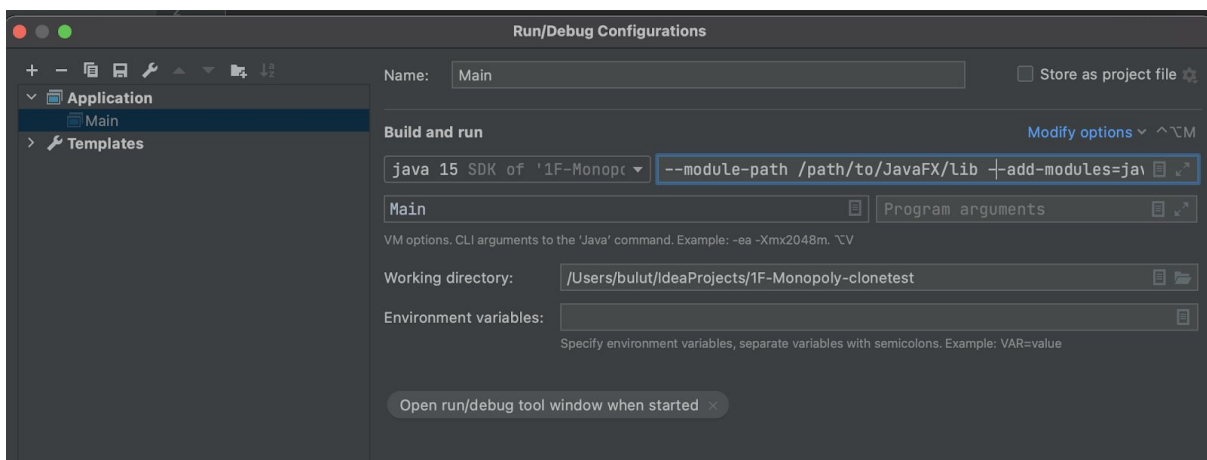 2
Run/Debug Configurations
Name: Main
Store as project file
Application
Main
Templates
Build and run
Modify options ⌃⌥M
java 15 SDK of '1F-Monopo
--module-path /path/to/JavaFX/lib --add-modules=jav
Main
Program arguments
VM options. CLI arguments to the 'Java' command. Example: -ea -Xmx2048m. ⌥V
Working directory: /Users/bulut/IdeaProjects/1F-Monopoly-clonetest
Environment variables:
Specify environment variables, separate variables with semicolons. Example: VAR=value
Open run/debug tool window when started ×